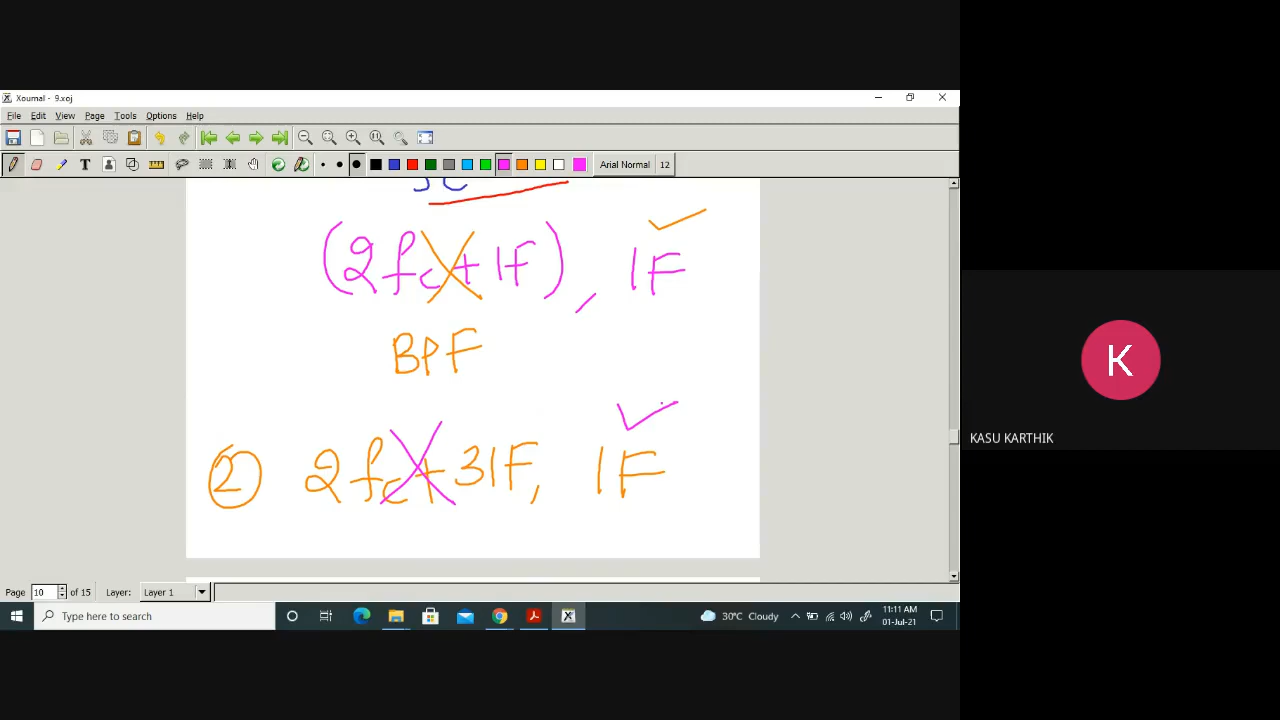 Xournal - 9.xoj
File Edit View Page Tools Options Help
T Arial Normal 12
(2fc + IF), IF
BPF
② 2fc + 3IF, IF
K
KASU KARTHIK
Page 10 of 15 Layer: Layer 1
Type here to search
30°C Cloudy
11:11 AM
01-Jul-21